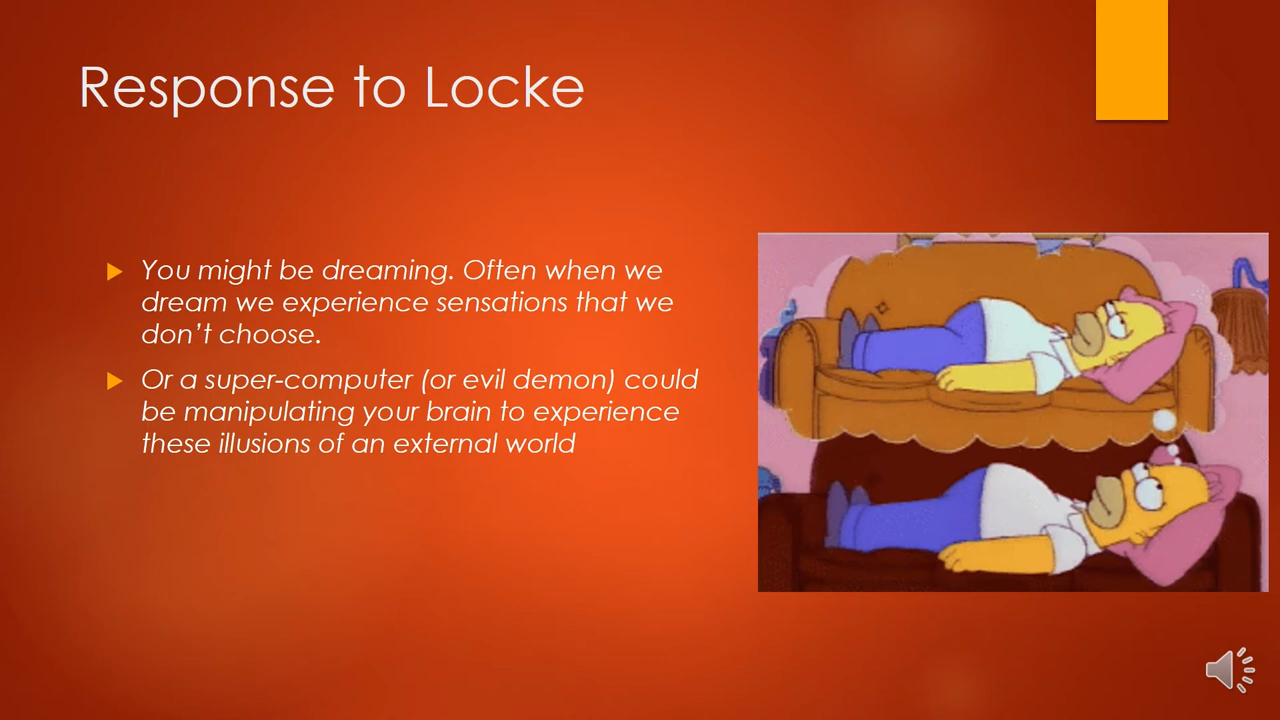 Response to Locke
You might be dreaming. Often when we
dream we experience sensations that we
don’t choose.
Or a super-computer (or evil demon) could
be manipulating your brain to experience
these illusions of an external world